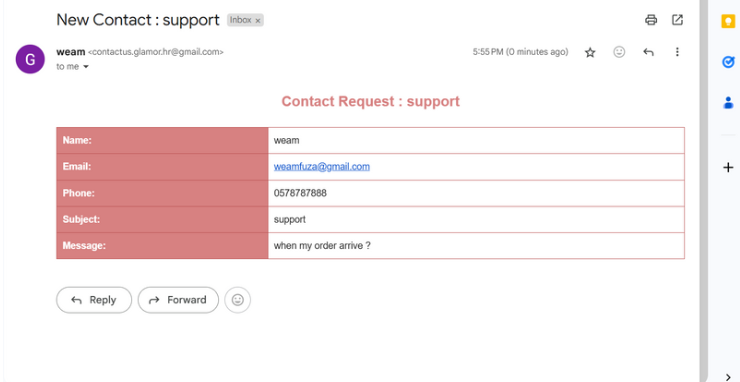 New Contact : support Inbox x
weam <contactus.glamor.hr@gmail.com> 5:55 PM (0 minutes ago)
G
to me
Contact Request : support
Name: weam
Email: weamfuza@gmail.com
Phone: 0578787888
Subject: support
Message: when my order arrive ?
Reply Forward